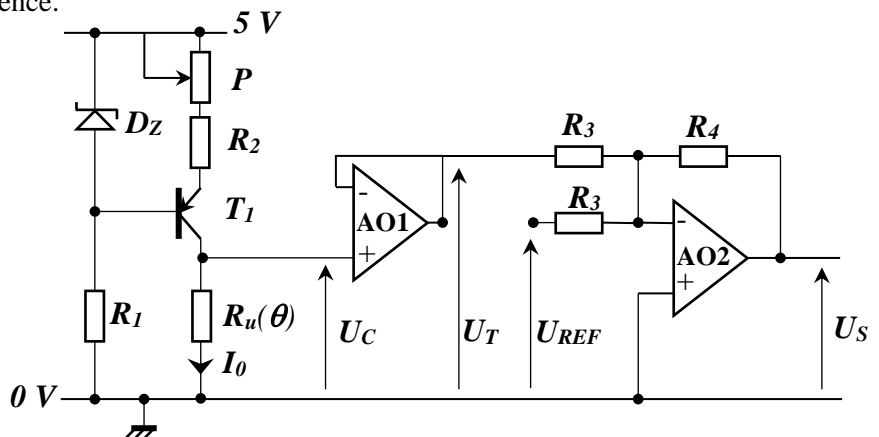 ence.
5 V
P
D_Z
R_2
R_3
R_4
T_1
AO1
-
+
R_3
AO2
-
+
R_1
R_u(θ)
I_0
U_C
U_T
U_REF
U_S
0 V